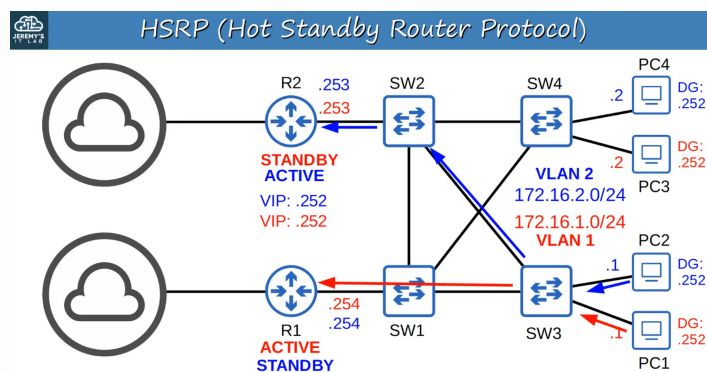 JEREMY'S
IT LAB
HSRP (Hot Standby Router Protocol)
R2
.253
.253
STANDBY
ACTIVE
VIP: .252
VIP: .252
SW2
SW4
PC4
.2
DG:
.252
.2
DG:
.252
PC3
VLAN 2
172.16.2.0/24
172.16.1.0/24
VLAN 1
PC2
.1
DG:
.252
.1
DG:
.252
PC1
.254
.254
R1
ACTIVE
STANDBY
SW1
SW3